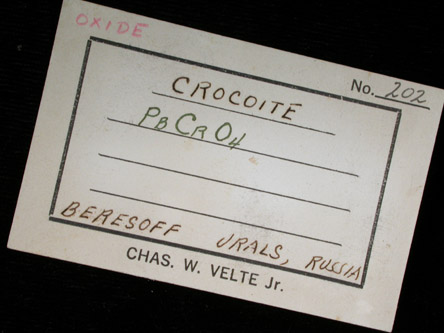 OXIDE
No. 202
CROCOITE
PBCRO4
BERESOFF URALS, RUSSIA
CHAS. W. VELTE Jr.